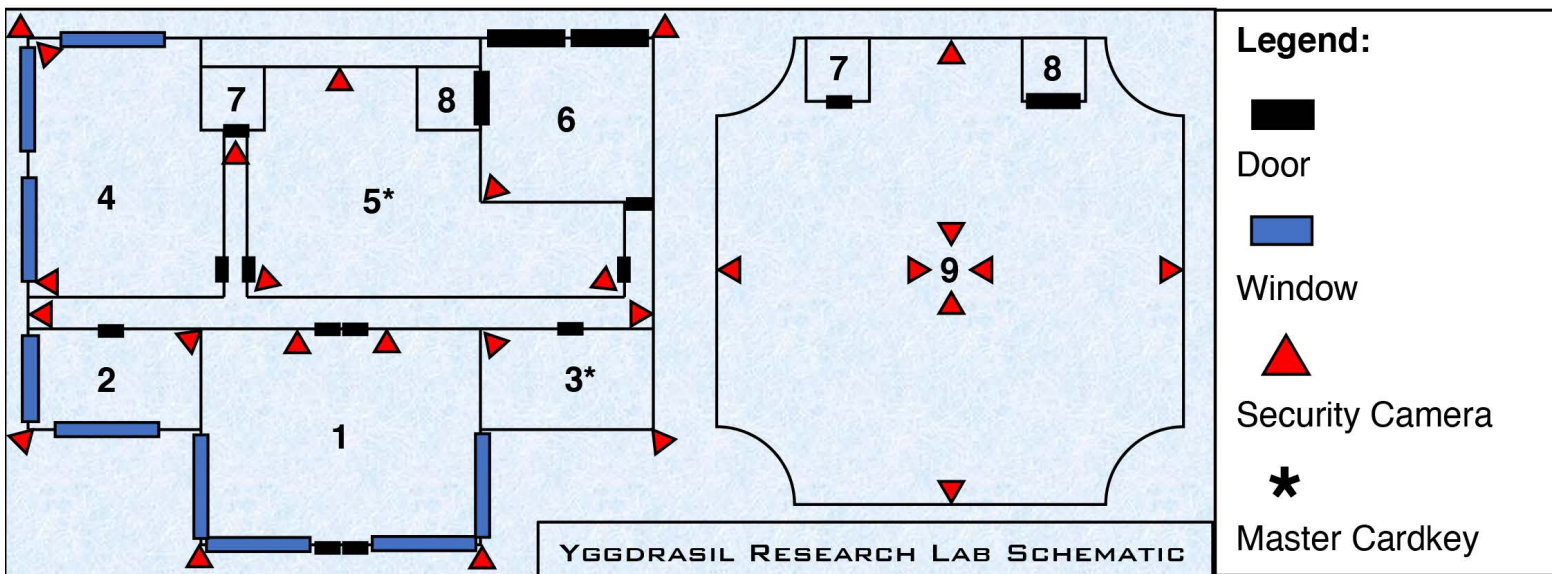 7
8
6
4
5*
2
3*
1
7
8
9
Yggdrasil Research Lab Schematic
Legend:
Door
Window
Security Camera
*
Master Cardkey